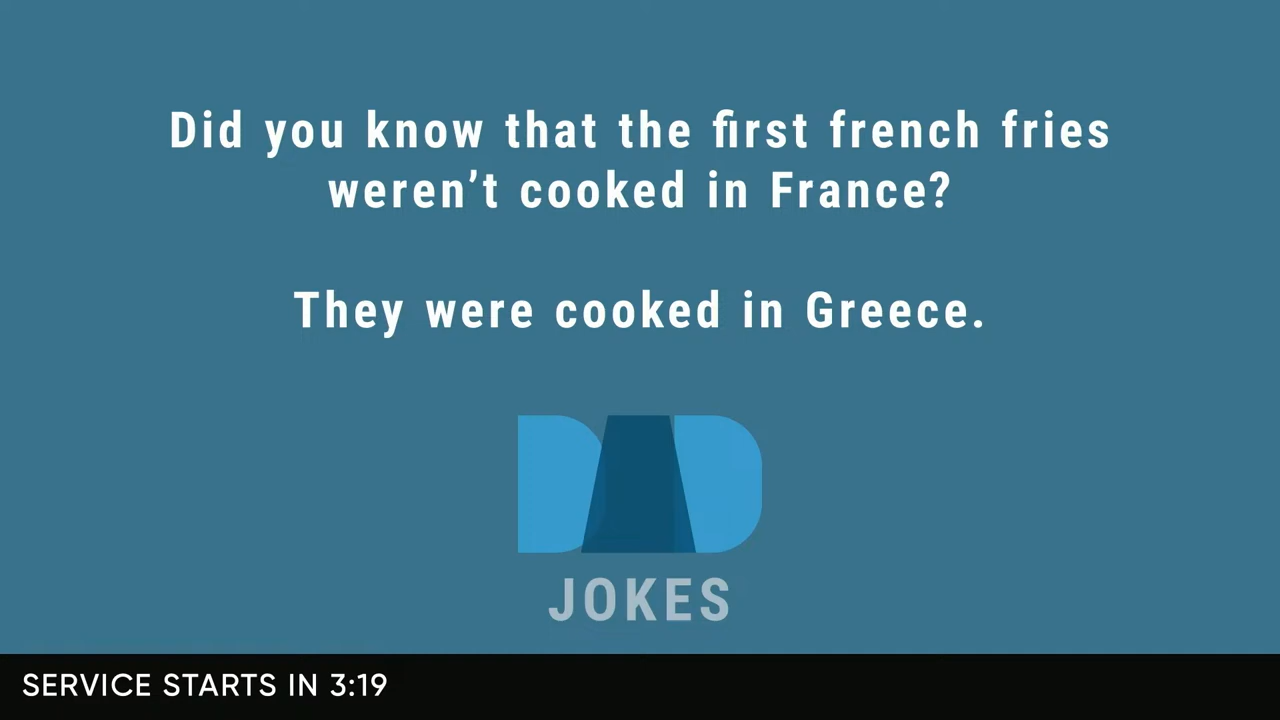 Did you know that the first french fries
weren’t cooked in France?
They were cooked in Greece.
DAD
JOKES
SERVICE STARTS IN 3:19